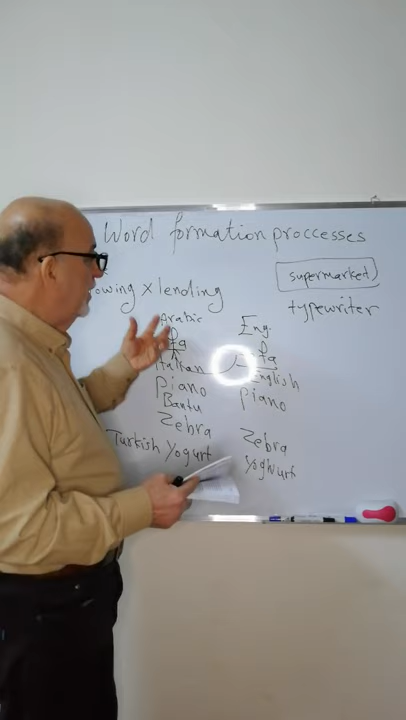 Word formation proccesses
supermarket
owing x lending
typewriter
Arabic
Eng.
Italian
English
Piano
Piano
Bantu
Zebra
Zebra
Turkish Yogurt
Yoghurt